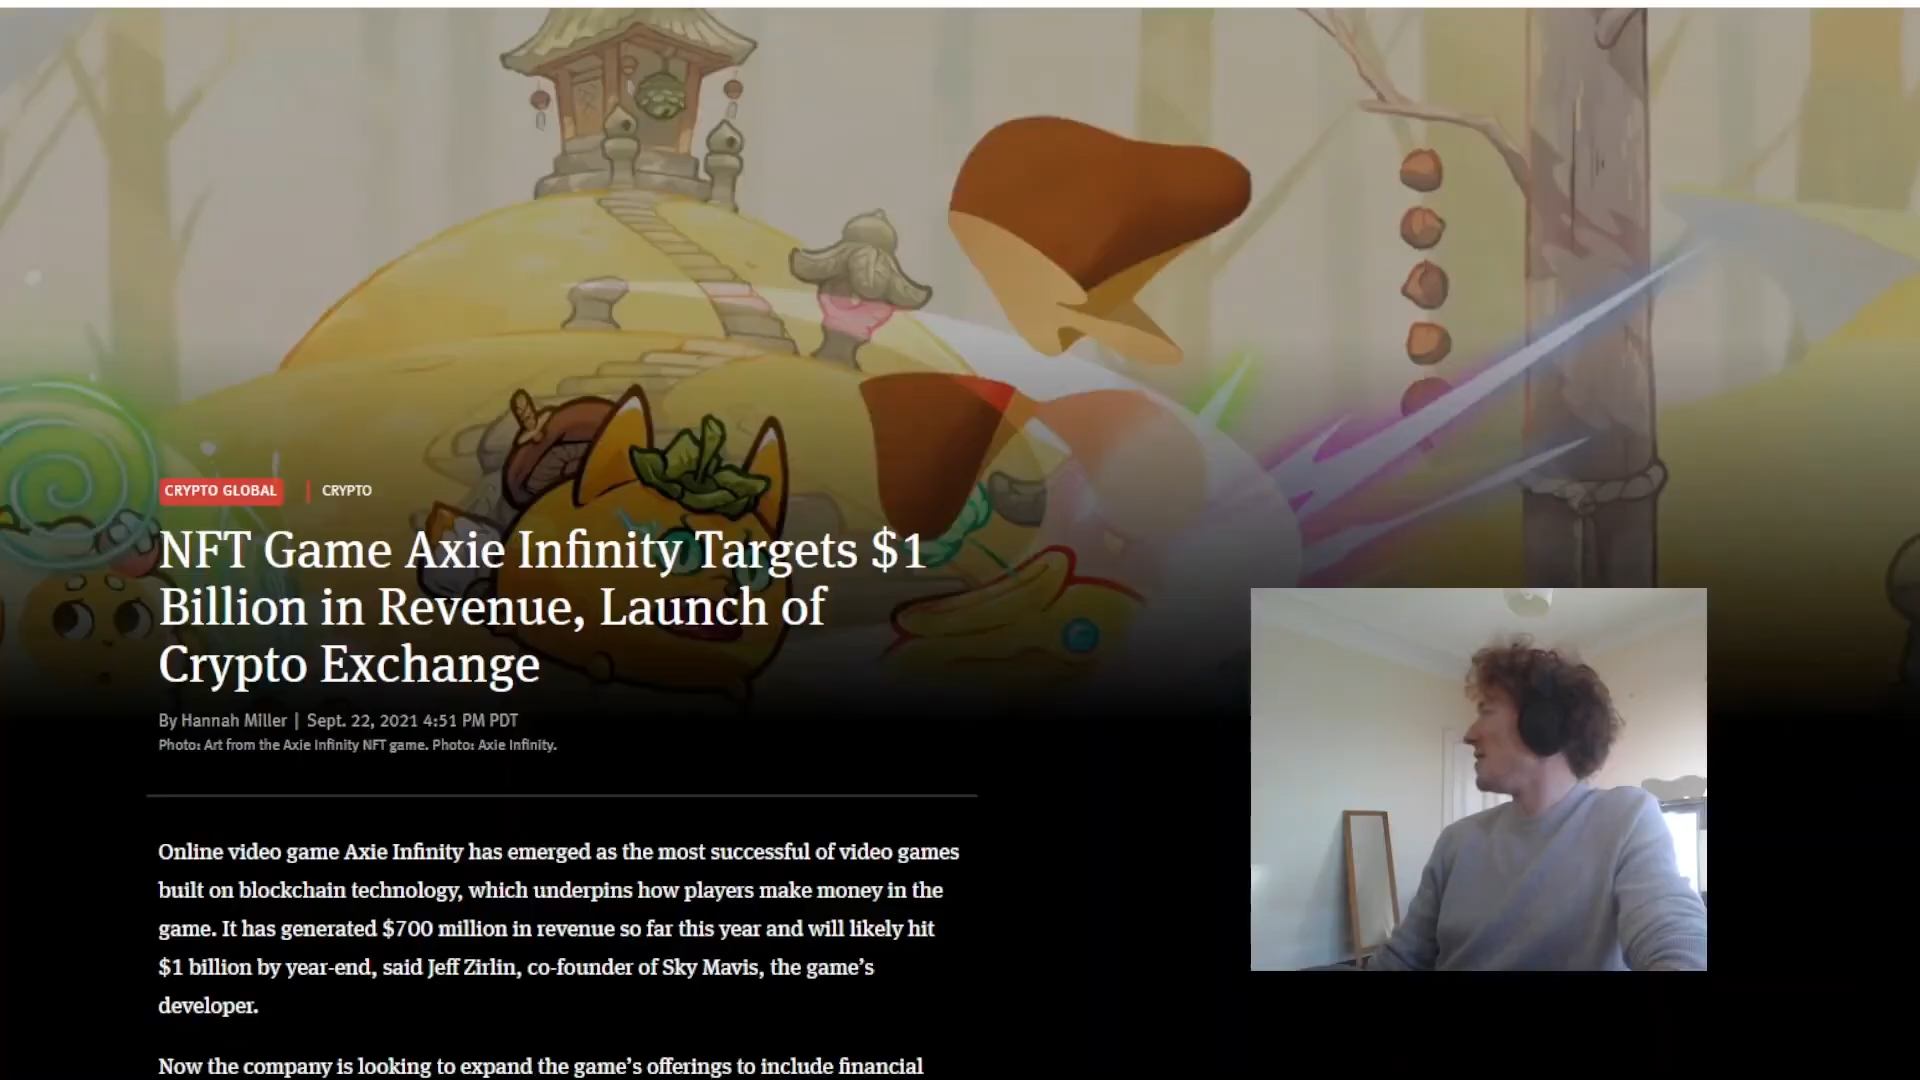 CRYPTO GLOBAL | CRYPTO
NFT Game Axie Infinity Targets $1
Billion in Revenue, Launch of
Crypto Exchange
By Hannah Miller | Sept. 22, 2021 4:51 PM PDT
Photo: Art from the Axie Infinity NFT game. Photo: Axie Infinity.
Online video game Axie Infinity has emerged as the most successful of video games
built on blockchain technology, which underpins how players make money in the
game. It has generated $700 million in revenue so far this year and will likely hit
$1 billion by year-end, said Jeff Zirlin, co-founder of Sky Mavis, the game’s
developer.
Now the company is looking to expand the game’s offerings to include financial